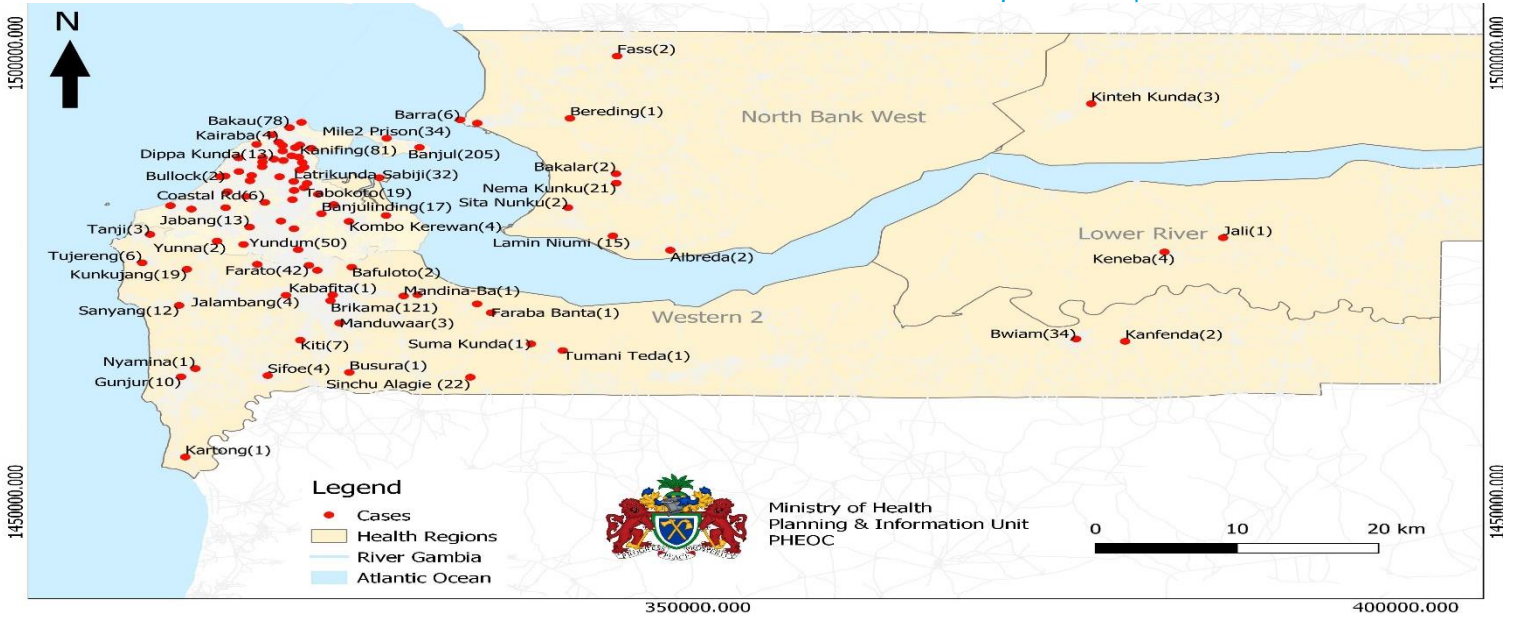 N
1500000.000
1500000.000
Fass(2)
Kinteh Kunda(3)
Bereding(1)
North Bank West
Barra(6)
Bakau(78)
Kairaba(4)
Mile2 Prison(34)
Kanifing(81)
Banjul(205)
Dippa Kunda(13)
Bullock(2)
Latrikunda Sabiji(32)
Bakalar(2)
Nema Kunku(21)
Tabokoto(19)
Coastal Rd(6)
Banjulinding(17)
Sita Nunku(2)
Jabang(13)
Kombo Kerewan(4)
Tanji(3)
Yunna(2)
Yundum(50)
Lamin Niumi (15)
Albreda(2)
Lower River
Jali(1)
Keneba(4)
Tujereng(6)
Kunkujang(19)
Farato(42)
Bafuloto(2)
Kabafita(1)
Mandina-Ba(1)
Sanyang(12)
Jalambang(4)
Brikama(121)
Faraba Banta(1)
Western 2
Manduwaar(3)
Bwiam(34)
Kanfenda(2)
Kiti(7)
Suma Kunda(1)
Tumani Teda(1)
Nyamina(1)
Gunjur(10)
Sifoe(4)
Busura(1)
Sinchu Alagie (22)
Kartong(1)
1450000.000
1450000.000
Legend
Cases
Health Regions
River Gambia
Atlantic Ocean
PROGRESS PEACE PROSPERITY
Ministry of Health
Planning & Information Unit
PHEOC
0 10 20 km
350000.000
400000.000